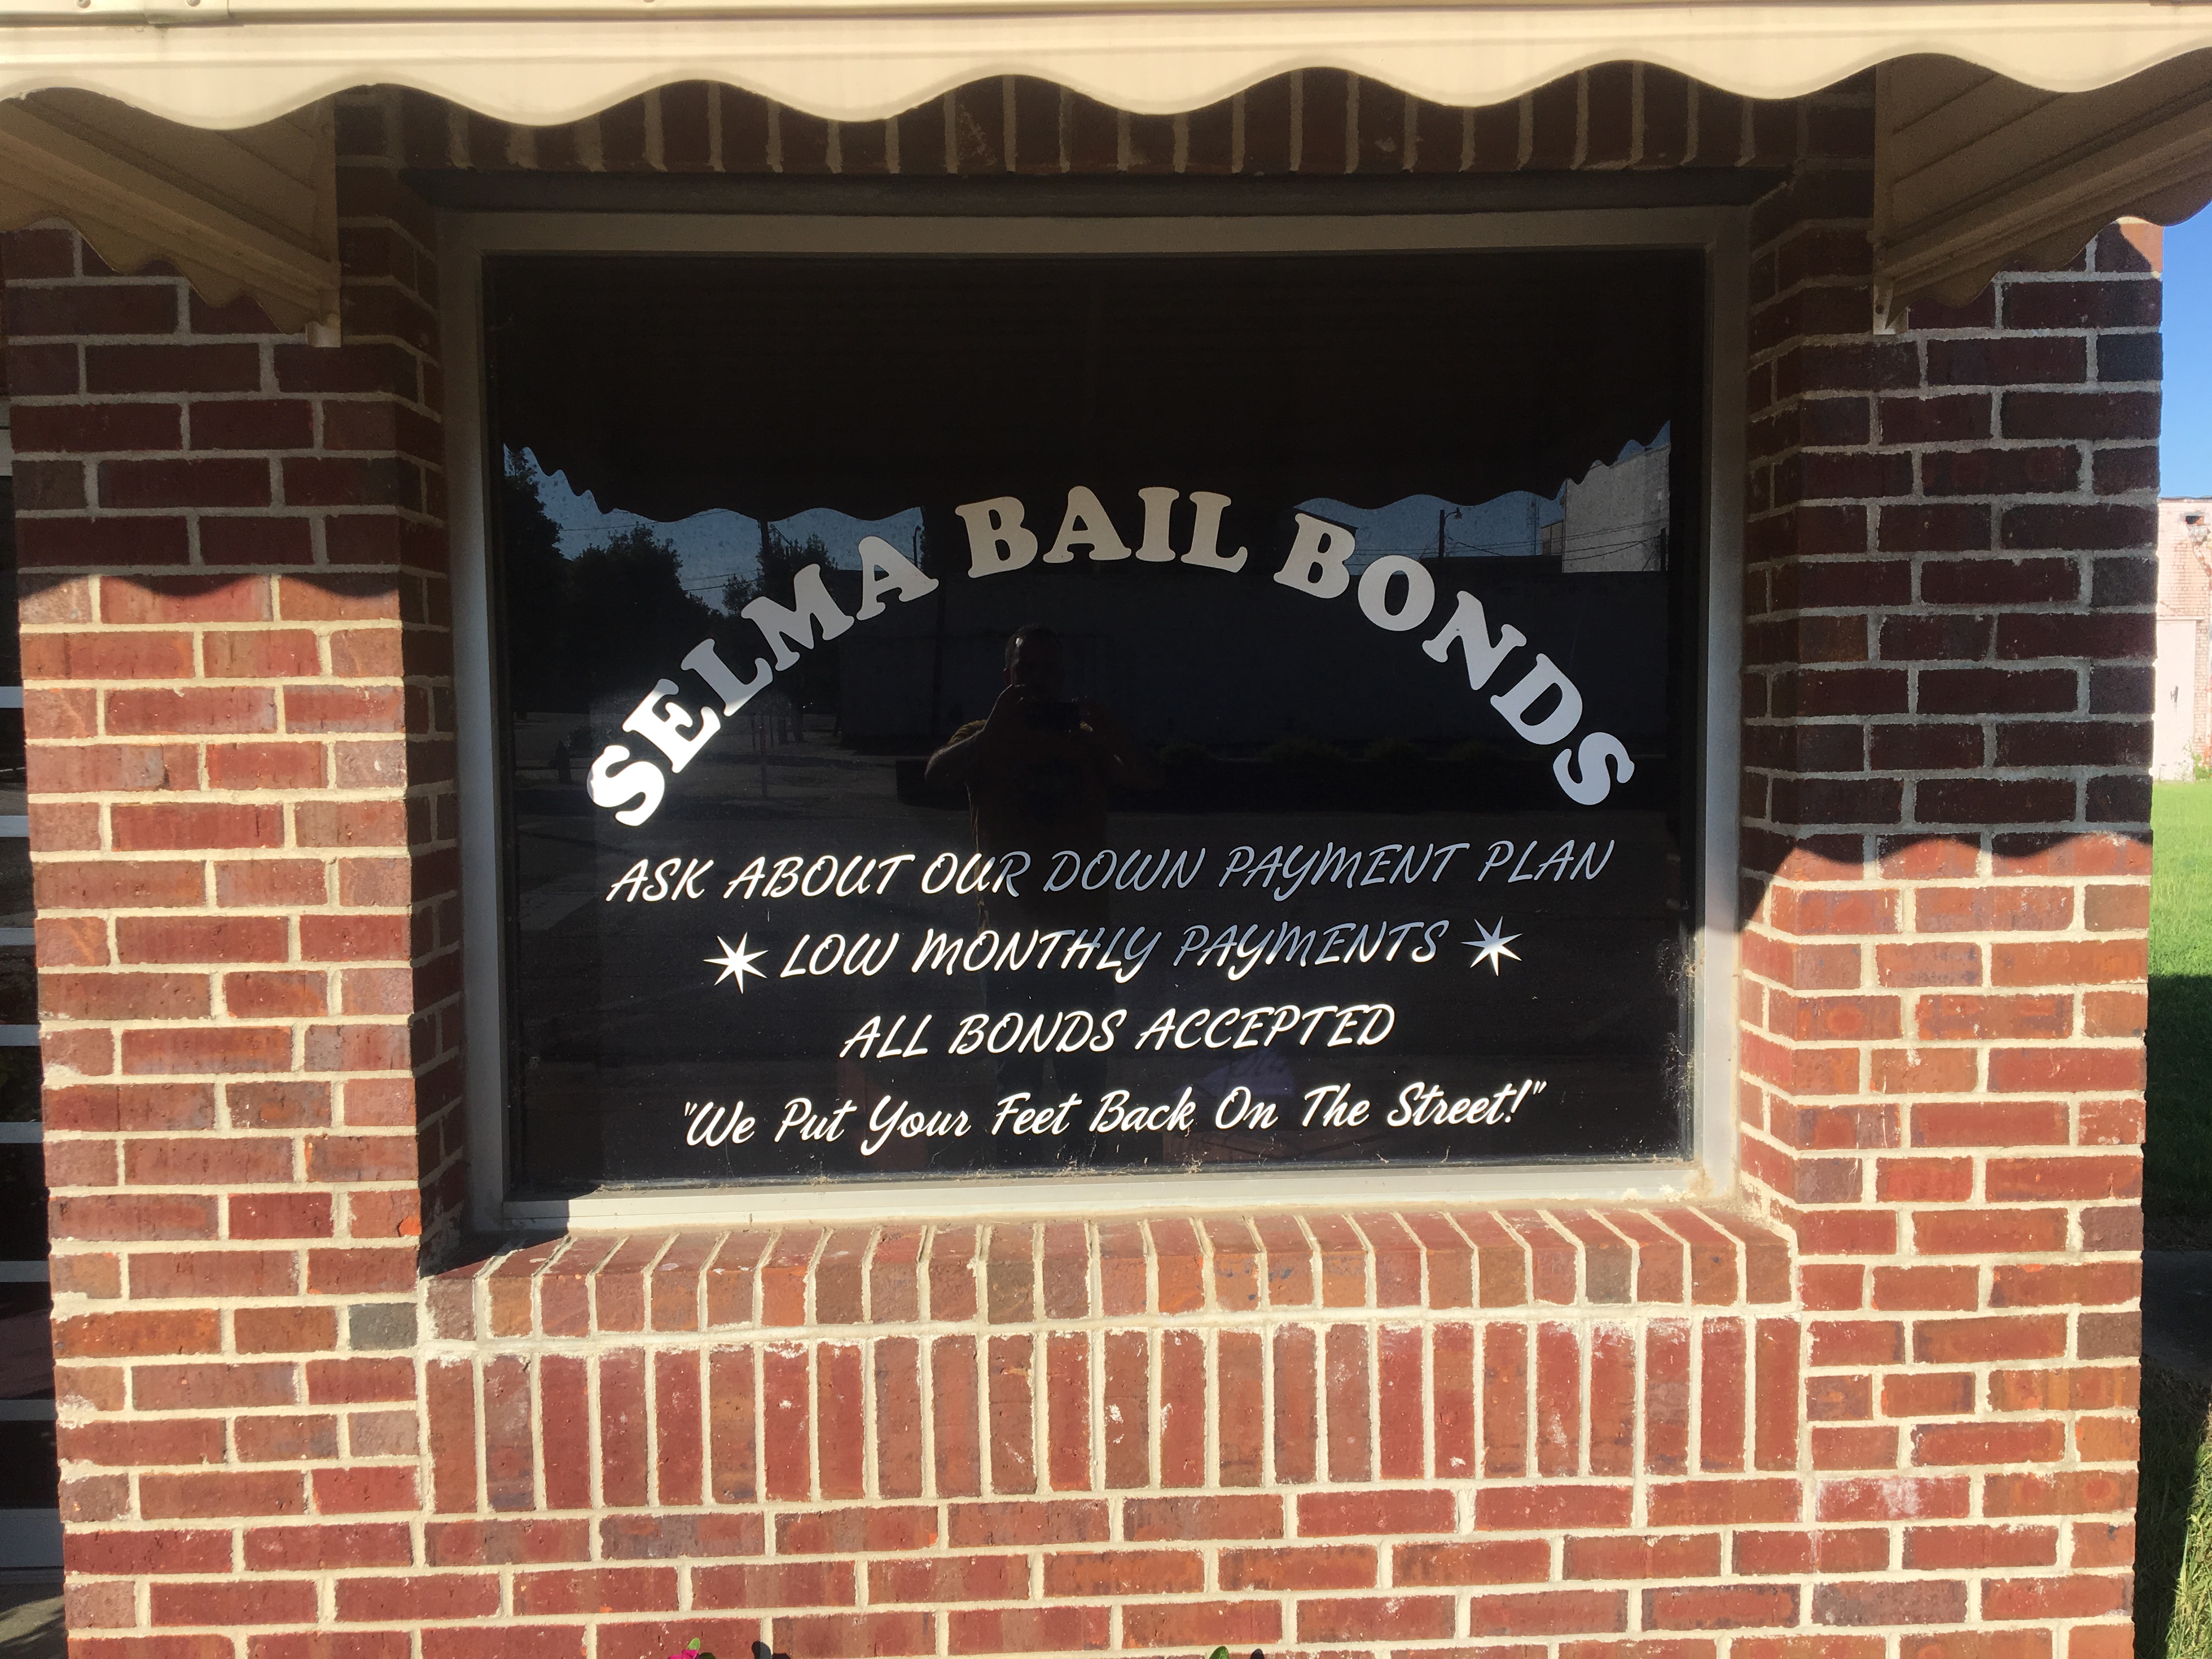 SELMA BAIL BONDS
ASK ABOUT OUR DOWN PAYMENT PLAN
LOW MONTHLY PAYMENTS
ALL BONDS ACCEPTED
"We Put Your Feet Back On The Street!"